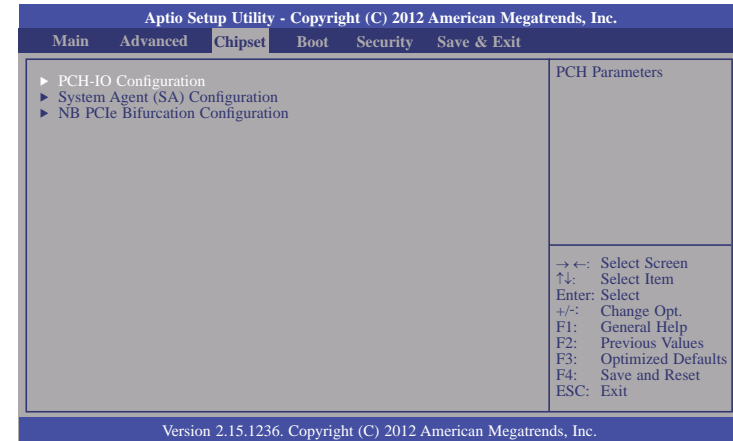 Aptio Setup Utility - Copyright (C) 2012 American Megatrends, Inc.
Main Advanced Chipset Boot Security Save & Exit
► PCH-IO Configuration
► System Agent (SA) Configuration
► NB PCIe Bifurcation Configuration
PCH Parameters
→←: Select Screen
↑↓: Select Item
Enter: Select
+/-: Change Opt.
F1: General Help
F2: Previous Values
F3: Optimized Defaults
F4: Save and Reset
ESC: Exit
Version 2.15.1236. Copyright (C) 2012 American Megatrends, Inc.